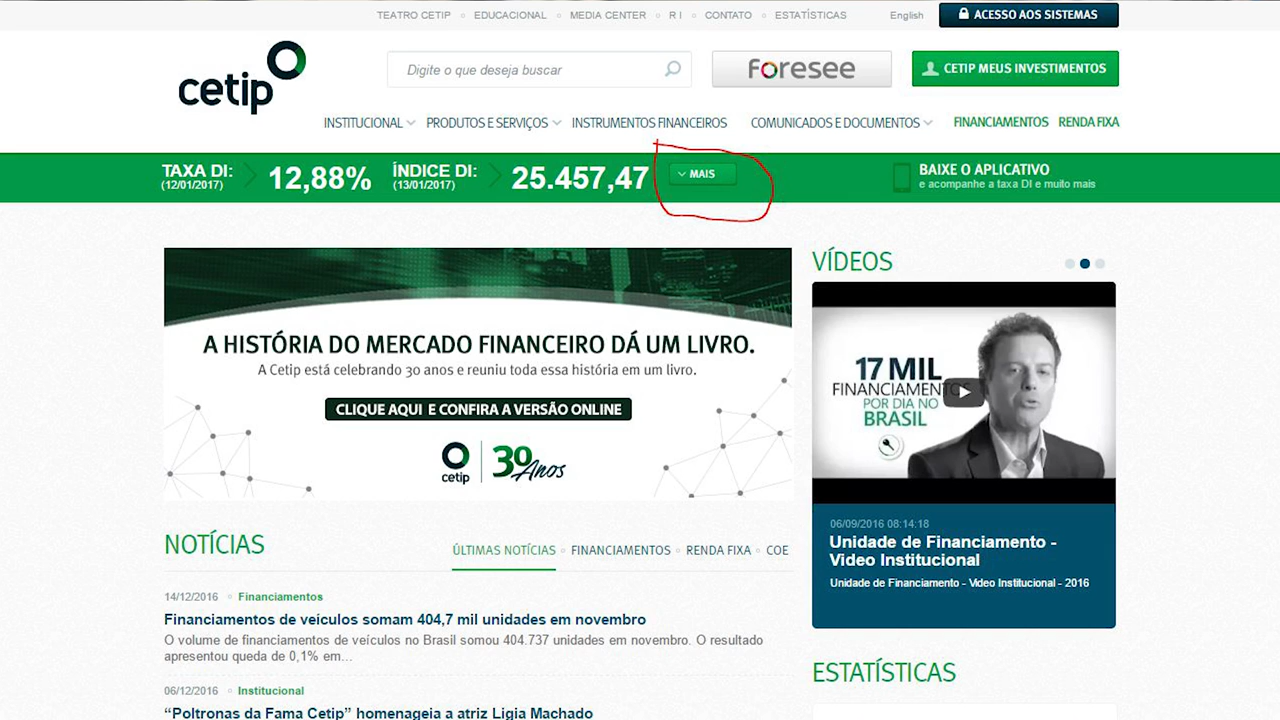 TEATRO CETIP EDUCACIONAL MEDIA CENTER R I CONTATO ESTATÍSTICAS English ACESSO AOS SISTEMAS
cetip
Digite o que deseja buscar
Foresee
CETIP MEUS INVESTIMENTOS
INSTITUCIONAL PRODUTOS E SERVIÇOS INSTRUMENTOS FINANCEIROS COMUNICADOS E DOCUMENTOS FINANCIAMENTOS RENDA FIXA
TAXA DI:
(12/01/2017)
12,88%
ÍNDICE DI:
(13/01/2017)
25.457,47
MAIS
BAIXE O APLICATIVO
e acompanhe a taxa DI e muito mais
A HISTÓRIA DO MERCADO FINANCEIRO DÁ UM LIVRO.
A Cetip está celebrando 30 anos e reuniu toda essa história em um livro.
CLIQUE AQUI E CONFIRA A VERSÃO ONLINE
cetip
30 Anos
VÍDEOS
17 MIL
FINANCIAMENTOS
POR DIA NO
BRASIL
06/09/2016 08:14:18
Unidade de Financiamento -
Video Institucional
Unidade de Financiamento - Video Institucional - 2016
NOTÍCIAS
ÚLTIMAS NOTÍCIAS FINANCIAMENTOS RENDA FIXA COE
14/12/2016 Financiamentos
Financiamentos de veículos somam 404,7 mil unidades em novembro
O volume de financiamentos de veículos no Brasil somou 404.737 unidades em novembro. O resultado
apresentou queda de 0,1% em...
06/12/2016 Institucional
“Poltronas da Fama Cetip” homenageia a atriz Ligia Machado
ESTATÍSTICAS